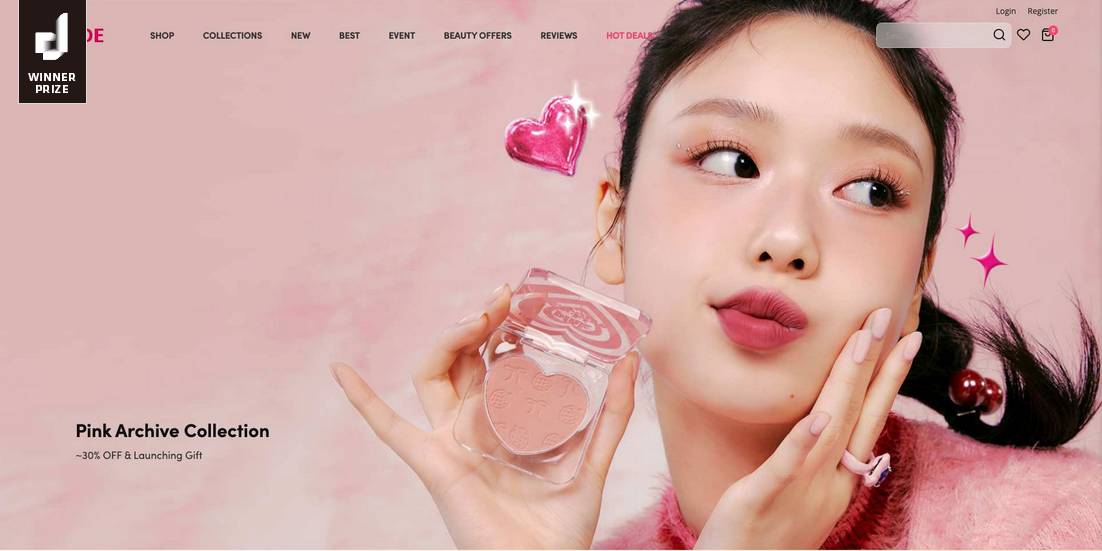 Login Register
DE SHOP COLLECTIONS NEW BEST EVENT BEAUTY OFFERS REVIEWS HOT DEALS
0
WINNER
PRIZE
Pink Archive Collection
~30% OFF & Launching Gift